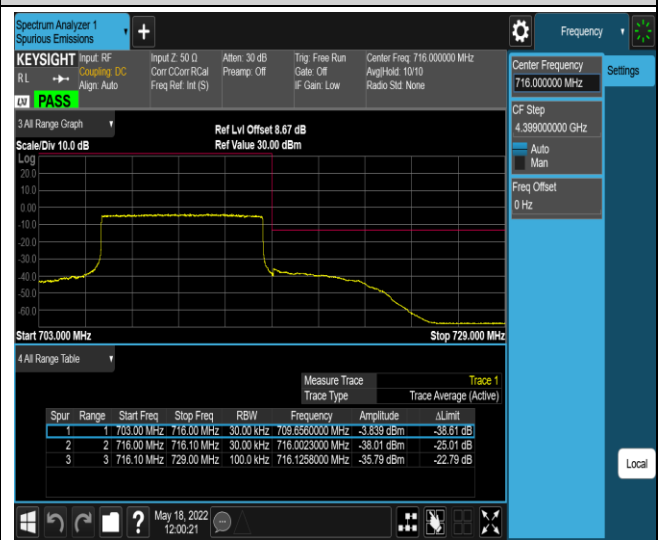 Spectrum Analyzer 1
Spurious Emissions
Frequency
KEYSIGHT
RL
Input: RF
Coupling: DC
Align: Auto
Input Z: 50 Ω
Corr CCorr RCal
Freq Ref: Int (S)
Atten: 30 dB
Preamp: Off
Trig: Free Run
Gate: Off
IF Gain: Low
Center Freq: 716.000000 MHz
Avg|Hold: 10/10
Radio Std: None
LXI PASS
Center Frequency
716.000000 MHz
Settings
CF Step
4.399000000 GHz
Auto
Man
Freq Offset
0 Hz
3 All Range Graph
Scale/Div 10.0 dB
Ref Lvl Offset 8.67 dB
Ref Value 30.00 dBm
Log
20.0
10.0
0.00
-10.0
-20.0
-30.0
-40.0
-50.0
-60.0
Start 703.000 MHz Stop 729.000 MHz
4 All Range Table
Measure Trace Trace 1
Trace Type Trace Average (Active)
Spur Range Start Freq Stop Freq RBW Frequency Amplitude ΔLimit
1 1 703.00 MHz 716.00 MHz 30.00 kHz 709.6560000 MHz -3.839 dBm -38.61 dB
2 2 716.00 MHz 716.10 MHz 30.00 kHz 716.0023000 MHz -38.01 dBm -25.01 dB
3 3 716.10 MHz 729.00 MHz 100.0 kHz 716.1258000 MHz -35.79 dBm -22.79 dB
Local
May 18, 2022
12:00:21